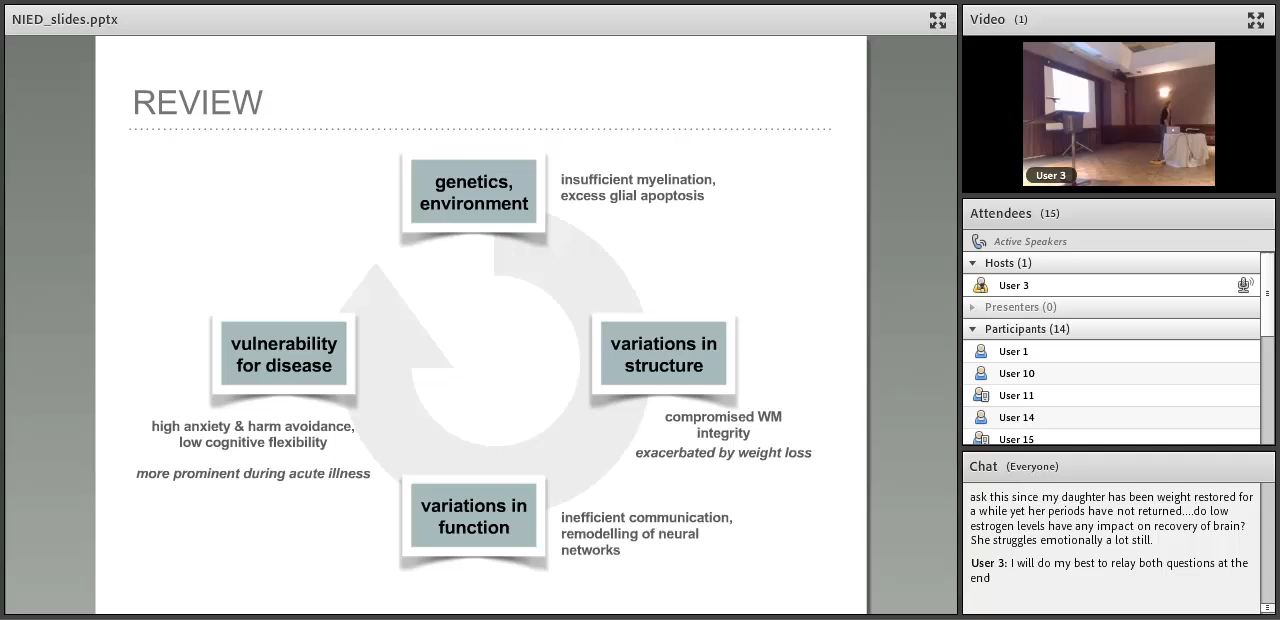 NIED_slides.pptx
REVIEW
genetics,
environment
insufficient myelination,
excess glial apoptosis
variations in
structure
compromised WM
integrity
exacerbated by weight loss
variations in
function
inefficient communication,
remodelling of neural
networks
vulnerability
for disease
high anxiety & harm avoidance,
low cognitive flexibility
more prominent during acute illness
Video (1)
User 3
Attendees (15)
Active Speakers
Hosts (1)
User 3
Presenters (0)
Participants (14)
User 1
User 10
User 11
User 14
User 15
Chat (Everyone)
ask this since my daughter has been weight restored for
a while yet her periods have not returned....do low
estrogen levels have any impact on recovery of brain?
She struggles emotionally a lot still.
User 3: I will do my best to relay both questions at the
end